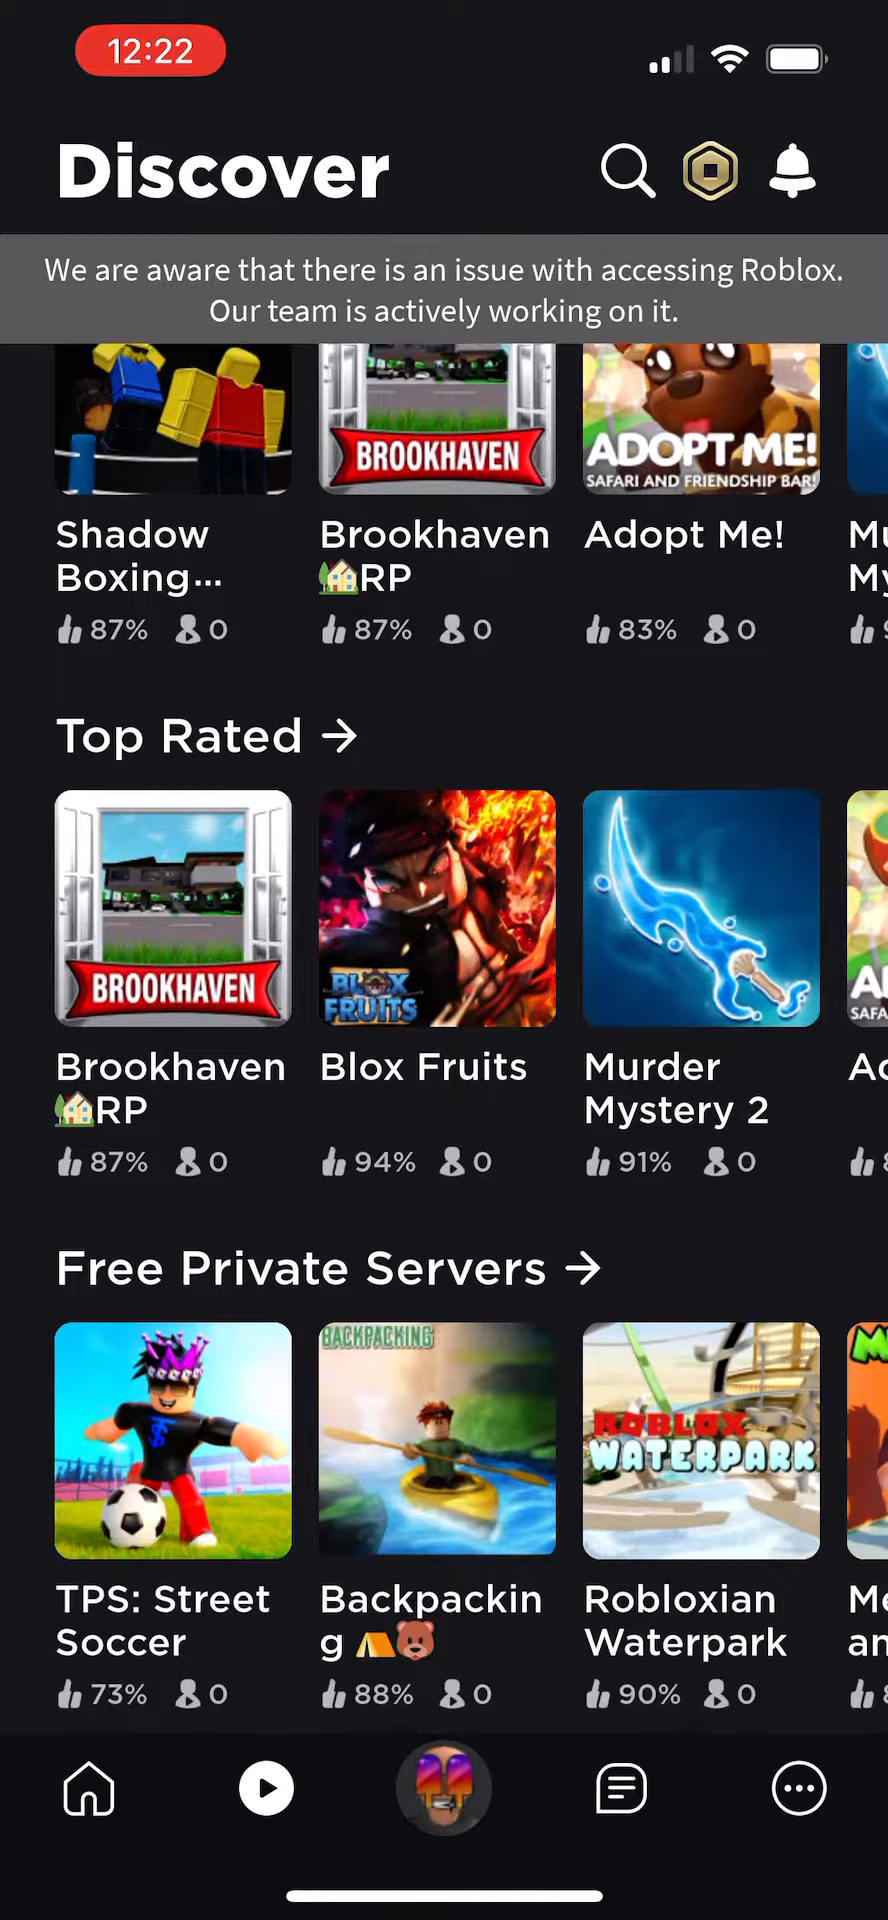 12:22
Discover
We are aware that there is an issue with accessing Roblox.
Our team is actively working on it.
BROOKHAVEN
ADOPT ME!
SAFARI AND FRIENDSHIP BAR!
Shadow
Boxing...
Brookhaven
🏡RP
Adopt Me!
87% 0
87% 0
83% 0
Top Rated →
BROOKHAVEN
BLOX
FRUITS
Brookhaven
🏡RP
Blox Fruits
Murder
Mystery 2
87% 0
94% 0
91% 0
Free Private Servers →
BACKPACKING
ROBLOX
WATERPARK
TPS: Street
Soccer
Backpackin
g ⛺🐻
Robloxian
Waterpark
73% 0
88% 0
90% 0